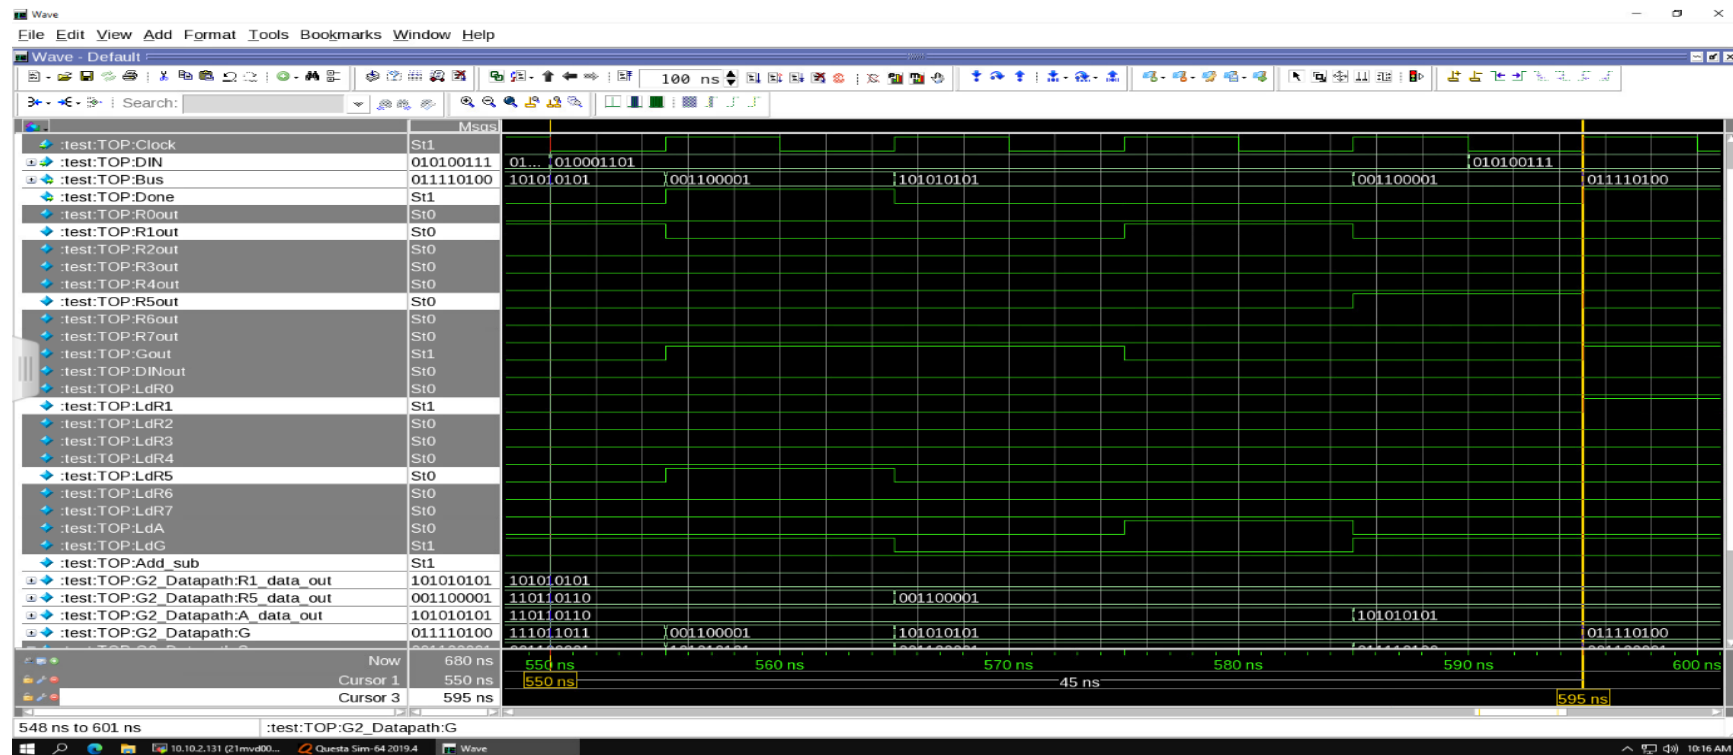 Wave
File Edit View Add Format Tools Bookmarks Window Help
Wave - Default
100 ns
Search:
Msgs
:test:TOP:Clock St1
:test:TOP:DIN 010100111 01... 010001101 010100111
:test:TOP:Bus 011110100 101010101 001100001 101010101 001100001 011110100
:test:TOP:Done St1
:test:TOP:R0out St0
:test:TOP:R1out St0
:test:TOP:R2out St0
:test:TOP:R3out St0
:test:TOP:R4out St0
:test:TOP:R5out St0
:test:TOP:R6out St0
:test:TOP:R7out St0
:test:TOP:Gout St1
:test:TOP:DINout St0
:test:TOP:LdR0 St0
:test:TOP:LdR1 St1
:test:TOP:LdR2 St0
:test:TOP:LdR3 St0
:test:TOP:LdR4 St0
:test:TOP:LdR5 St0
:test:TOP:LdR6 St0
:test:TOP:LdR7 St0
:test:TOP:LdA St0
:test:TOP:LdG St1
:test:TOP:Add_sub St1
:test:TOP:G2_Datapath:R1_data_out 101010101 101010101
:test:TOP:G2_Datapath:R5_data_out 001100001 110110110 001100001
:test:TOP:G2_Datapath:A_data_out 101010101 110110110 101010101
:test:TOP:G2_Datapath:G 011110100 111011011 001100001 101010101 011110100
Now 680 ns 550 ns 560 ns 570 ns 580 ns 590 ns 600 ns
Cursor 1 550 ns 550 ns 45 ns
Cursor 3 595 ns 595 ns
548 ns to 601 ns :test:TOP:G2_Datapath:G
10.10.2.131 (21mvd00... Questa Sim-64 2019.4 Wave 10:16 AM